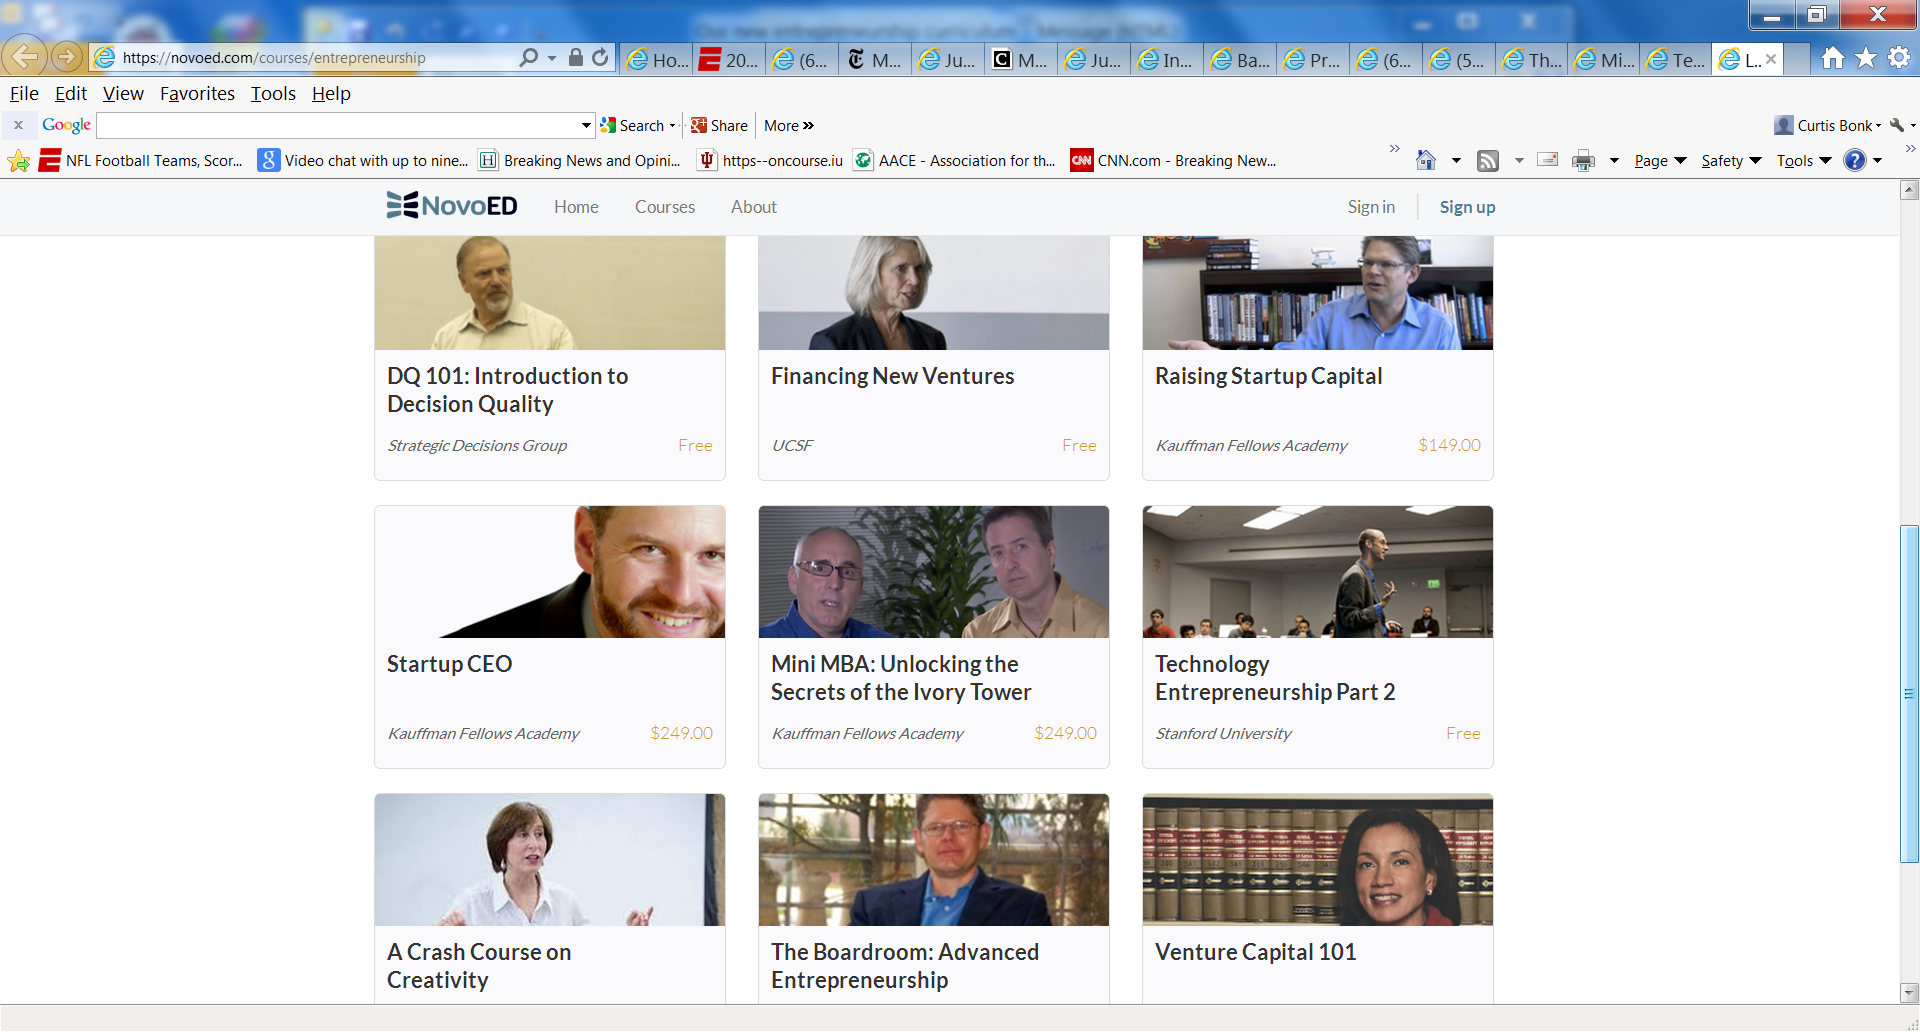 https://novoed.com/courses/entrepreneurship
Ho...
20...
(6...
M...
Ju...
M...
Ju...
In...
Ba...
Pr...
(6...
(5...
Th...
Mi...
Te...
L...
File Edit View Favorites Tools Help
x Google Search Share More »
Curtis Bonk
NFL Football Teams, Scor...
Video chat with up to nine...
Breaking News and Opini...
https--oncourse.iu
AACE - Association for th...
CNN CNN.com - Breaking New...
Page Safety Tools
NovoED Home Courses About Sign in Sign up
DQ 101: Introduction to
Decision Quality
Strategic Decisions Group Free
Financing New Ventures
UCSF Free
Raising Startup Capital
Kauffman Fellows Academy $149.00
Startup CEO
Kauffman Fellows Academy $249.00
Mini MBA: Unlocking the
Secrets of the Ivory Tower
Kauffman Fellows Academy $249.00
Technology
Entrepreneurship Part 2
Stanford University Free
A Crash Course on
Creativity
The Boardroom: Advanced
Entrepreneurship
Venture Capital 101